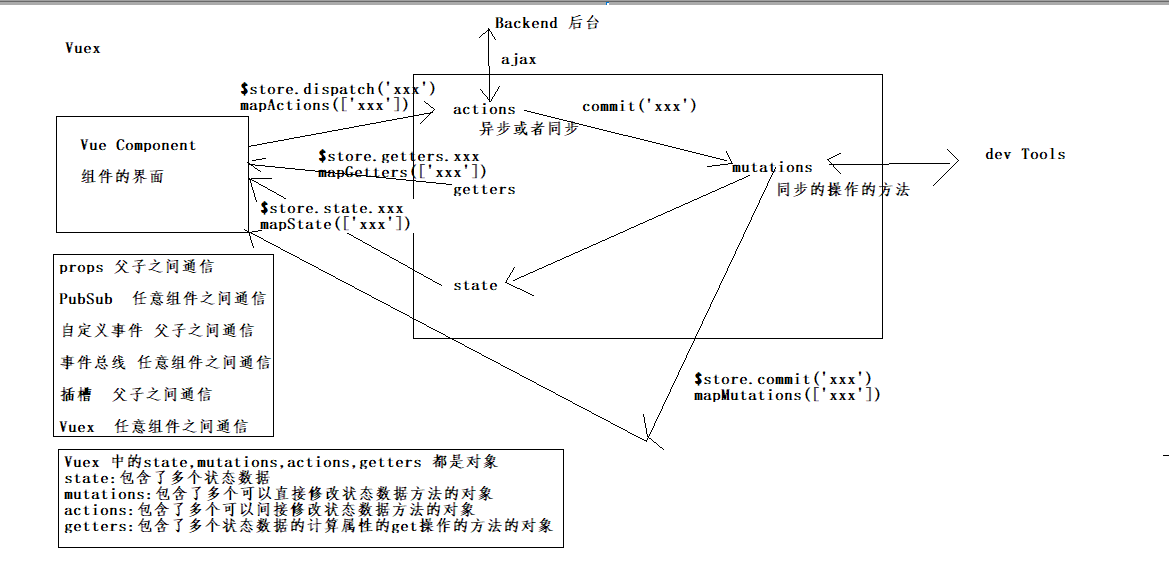 Backend 后台
Vuex
ajax
$store.dispatch('xxx')
mapActions(['xxx'])
actions
commit('xxx')
异步或者同步
Vue Component
组件的界面
$store.getters.xxx
mapGetters(['xxx'])
getters
mutations
同步的操作的方法
dev Tools
$store.state.xxx
mapState(['xxx'])
state
props 父子之间通信
PubSub 任意组件之间通信
自定义事件 父子之间通信
事件总线 任意组件之间通信
插槽 父子之间通信
Vuex 任意组件之间通信
$store.commit('xxx')
mapMutations(['xxx'])
Vuex 中的state,mutations,actions,getters 都是对象
state:包含了多个状态数据
mutations:包含了多个可以直接修改状态数据方法的对象
actions:包含了多个可以间接修改状态数据方法的对象
getters:包含了多个状态数据的计算属性的get操作的方法的对象